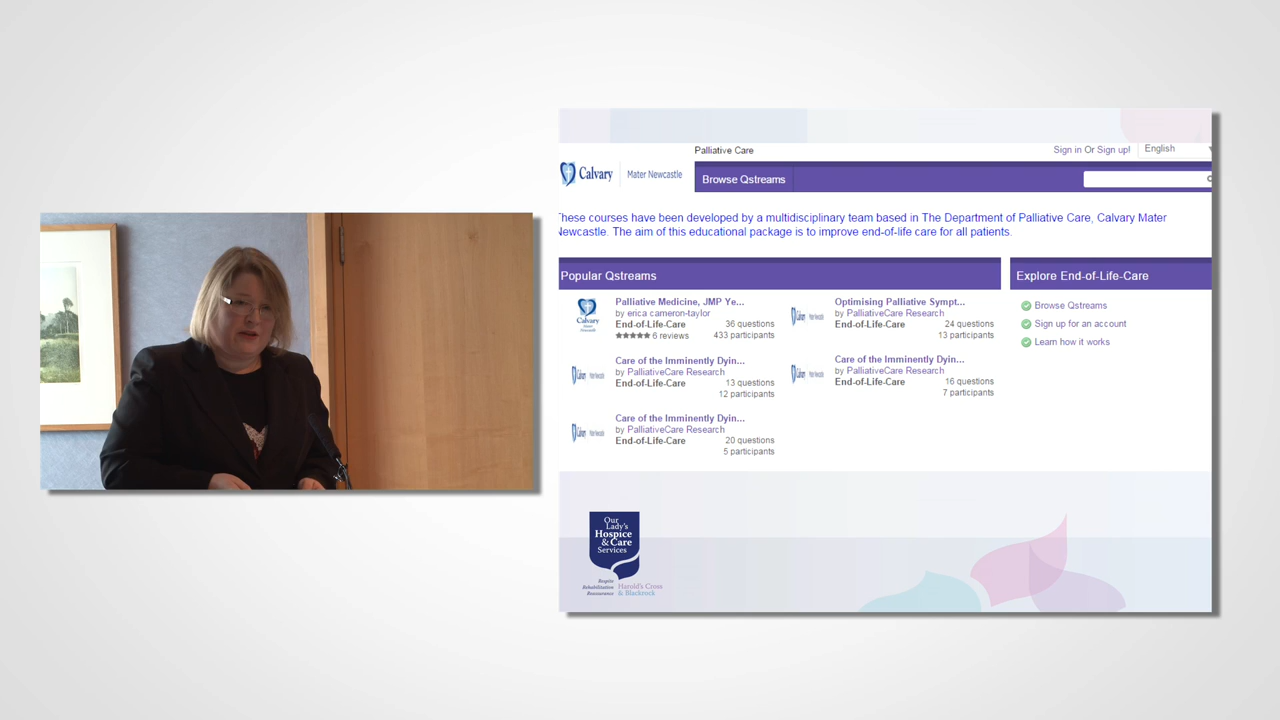 Palliative Care
Sign in Or Sign up!
English
Calvary
Mater Newcastle
Browse Qstreams
These courses have been developed by a multidisciplinary team based in The Department of Palliative Care, Calvary Mater
Newcastle. The aim of this educational package is to improve end-of-life care for all patients.
Popular Qstreams
Palliative Medicine, JMP Ye...
by erica cameron-taylor
End-of-Life-Care
36 questions
6 reviews
433 participants
Calvary
Mater
Newcastle
Optimising Palliative Sympt...
by PalliativeCare Research
End-of-Life-Care
24 questions
13 participants
Care of the Imminently Dyin...
by PalliativeCare Research
End-of-Life-Care
13 questions
12 participants
Care of the Imminently Dyin...
by PalliativeCare Research
End-of-Life-Care
16 questions
7 participants
Care of the Imminently Dyin...
by PalliativeCare Research
End-of-Life-Care
20 questions
5 participants
Explore End-of-Life-Care
Browse Qstreams
Sign up for an account
Learn how it works
Our
Lady's
Hospice
& Care
Services
Respite
Rehabilitation
Reassurance
Harold's Cross
& Blackrock